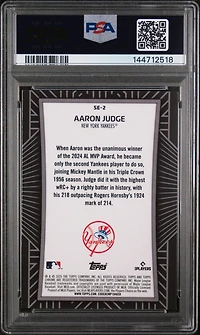 PSA
144712518
SE-2
AARON JUDGE
NEW YORK YANKEES®
When Aaron was the unanimous winner
of the 2024 AL MVP Award, he became
only the second Yankees player to do so,
joining Mickey Mantle in his Triple Crown
1956 season. Judge did it with the highest
wRC+ by a righty batter in history, with
his 218 outpacing Rogers Hornsby's 1924
mark of 214.
Yankees
topps
PLAYERS